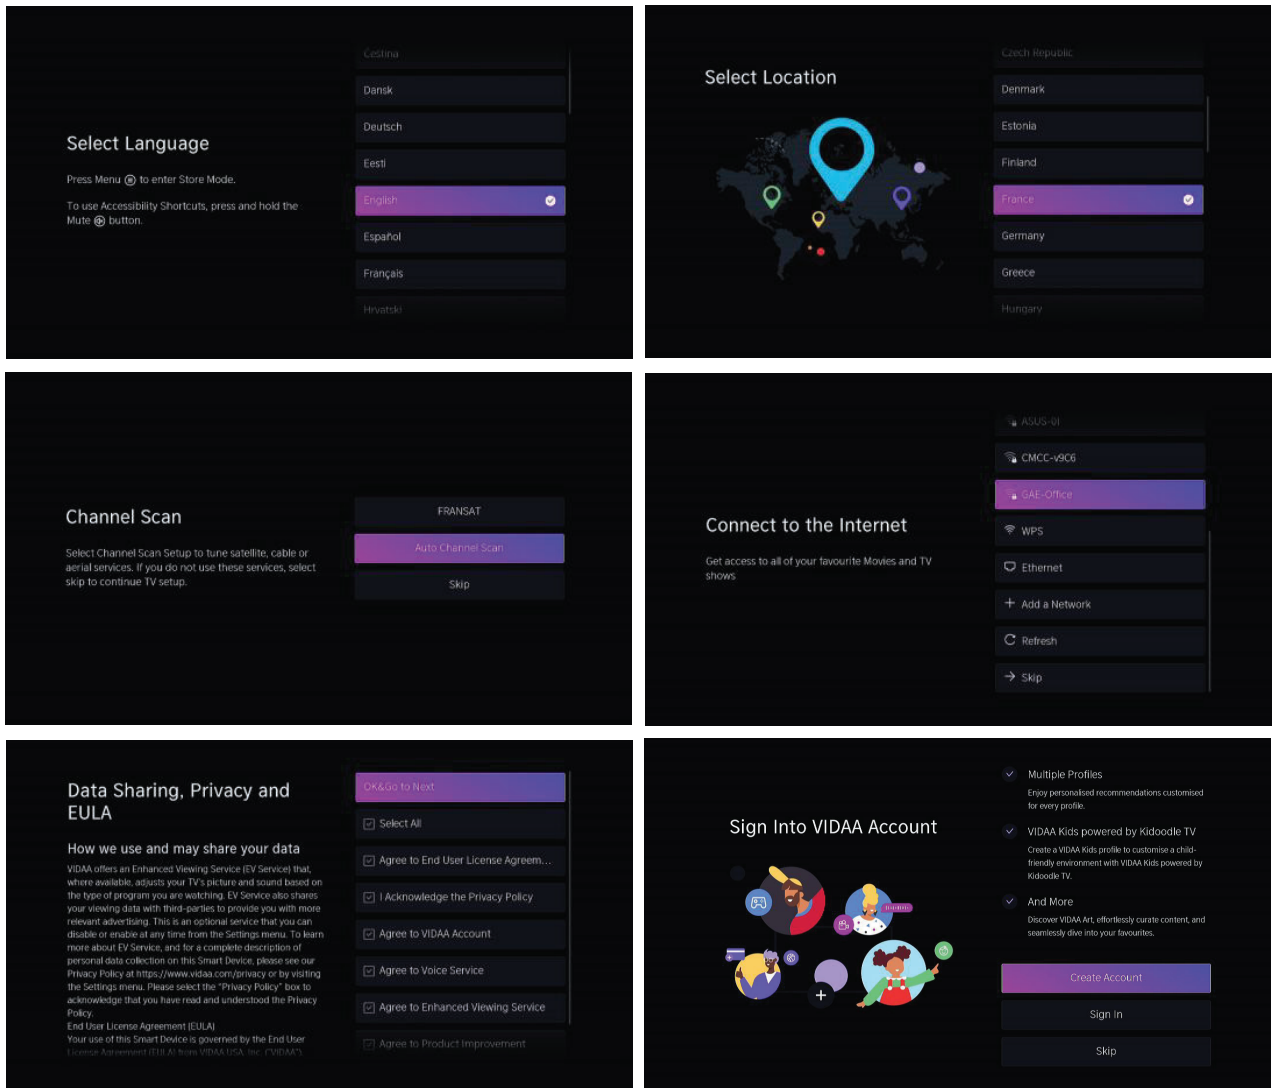 Select Language
Press Menu to enter Store Mode.
To use Accessibility Shortcuts, press and hold the
Mute button.
Čeština
Dansk
Deutsch
Eesti
English
Español
Français
Hrvatski
Select Location
Czech Republic
Denmark
Estonia
Finland
France
Germany
Greece
Hungary
Channel Scan
Select Channel Scan Setup to tune satellite, cable or
aerial services. If you do not use these services, select
skip to continue TV setup.
FRANSAT
Auto Channel Scan
Skip
Connect to the Internet
Get access to all of your favourite Movies and TV
shows
ASUS-01
CMCC-v9C6
GAE-Office
WPS
Ethernet
Add a Network
Refresh
Skip
Data Sharing, Privacy and
EULA
How we use and may share your data
VIDAA offers an Enhanced Viewing Service (EV Service) that,
where available, adjusts your TV's picture and sound based on
the type of program you are watching. EV Service also shares
your viewing data with third-parties to provide you with more
relevant advertising. This is an optional service that you can
disable or enable at any time from the Settings menu. To learn
more about EV Service, and for a complete description of
personal data collection on this Smart Device, please see our
Privacy Policy at https://www.vidaa.com/privacy or by visiting
the Settings menu. Please select the "Privacy Policy" box to
acknowledge that you have read and understood the Privacy
Policy.
End User License Agreement (EULA)
Your use of this Smart Device is governed by the End User
License Agreement (EULA) from VIDAA USA, Inc. ("VIDAA").
OK&Go to Next
Select All
Agree to End User License Agreem...
I Acknowledge the Privacy Policy
Agree to VIDAA Account
Agree to Voice Service
Agree to Enhanced Viewing Service
Agree to Product Improvement
Sign Into VIDAA Account
Multiple Profiles
Enjoy personalised recommendations customised
for every profile.
VIDAA Kids powered by Kidoodle TV
Create a VIDAA Kids profile to customise a child-
friendly environment with VIDAA Kids powered by
Kidoodle TV.
And More
Discover VIDAA Art, effortlessly curate content, and
seamlessly dive into your favourites.
Create Account
Sign In
Skip